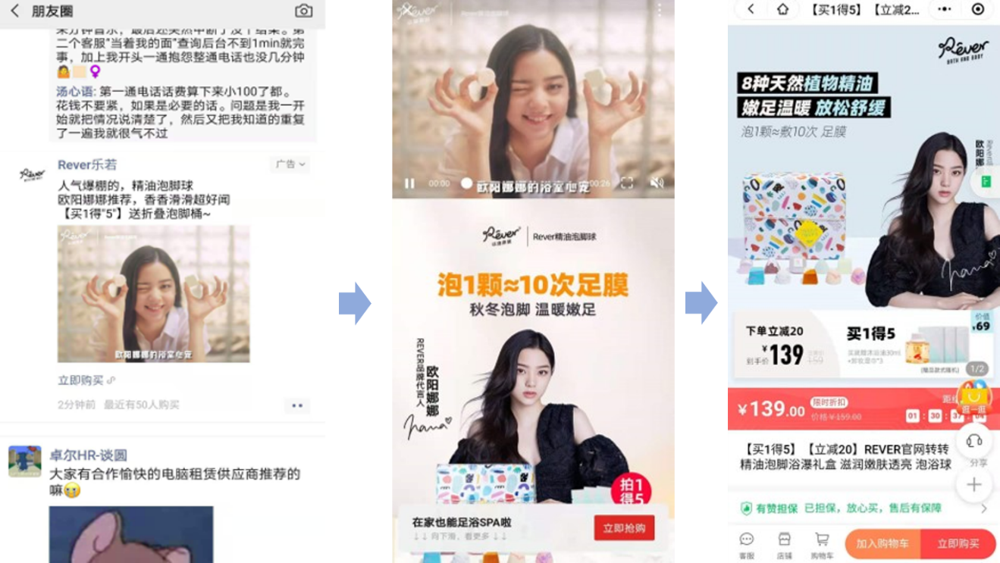 朋友圈
二个客服"当着我的面"查询后台不到1min就完
事，加上我开头一通抱怨整通电话也没几分钟
汤心语: 第一通电话话费算下来小100了都。
花钱不要紧，如果是必要的话。问题是我一开
始就把情况说清楚了，然后又把我知道的重复
了一遍我就很气不过
Rever乐若
广告
Rever
人气爆棚的，精油泡脚球
欧阳娜娜推荐，香香滑滑超好闻
【买1得"5"】送折叠泡脚桶~
欧阳娜娜的浴室心宠
立即购买
2分钟前 最近有50人购买
卓尔HR-谈圆
大家有合作愉快的电脑租赁供应商推荐的
嘛😭
Rever
00:00
欧阳娜娜的浴室心宠
00:26
Rever
Rever精油泡脚球
泡1颗≈10次足膜
秋冬泡脚 温暖嫩足
REVER品牌代言人
欧阳娜娜
nana
拍1
得5
在家也能足浴SPA啦
↓↓向下滑，看更多↓↓
立即抢购
【买1得5】【立减2...
Rever
BATH AND BODY
8种天然植物精油
嫩足温暖 放松舒缓
泡1颗≈敷10次 足膜
欧阳娜
nana
下单立减20
到手价 ¥139 159
买1得5
价值
¥69
(赠品款式随机)
1/2
¥139.00
限时折扣
价格¥159.00
01 : 30 : 37
逛一逛
【买1得5】【立减20】REVER官网转转
精油泡脚浴瀑礼盒 滋润嫩肤透亮 泡浴球
分享
有赞担保 已担保，放心买，售后有保障
客服
店铺
购物车
加入购物车
立即购买